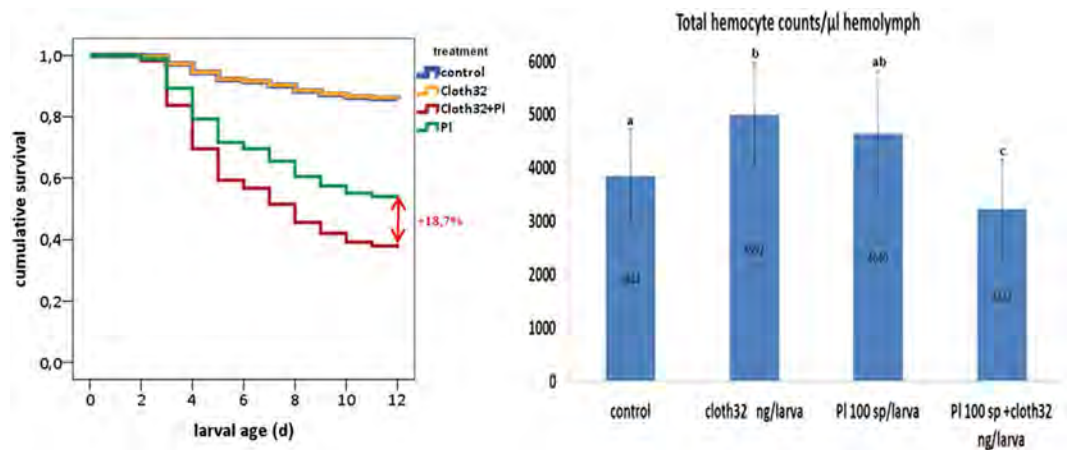 treatment
control
Cloth32
Cloth32+Pl
Pl
1,0
0,8
0,6
0,4
0,2
0,0
cumulative survival
+18,7%
0 2 4 6 8 10 12
larval age (d)
Total hemocyte counts/µl hemolymph
6000
5000
4000
3000
2000
1000
0
a
b
ab
c
control
cloth32 ng/larva
Pl 100 sp/larva
Pl 100 sp +cloth32
ng/larva